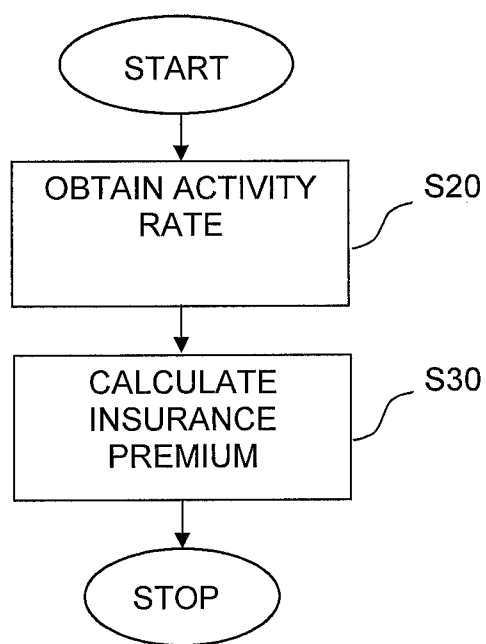 START
OBTAIN ACTIVITY
RATE
S20
CALCULATE
INSURANCE
PREMIUM
S30
STOP